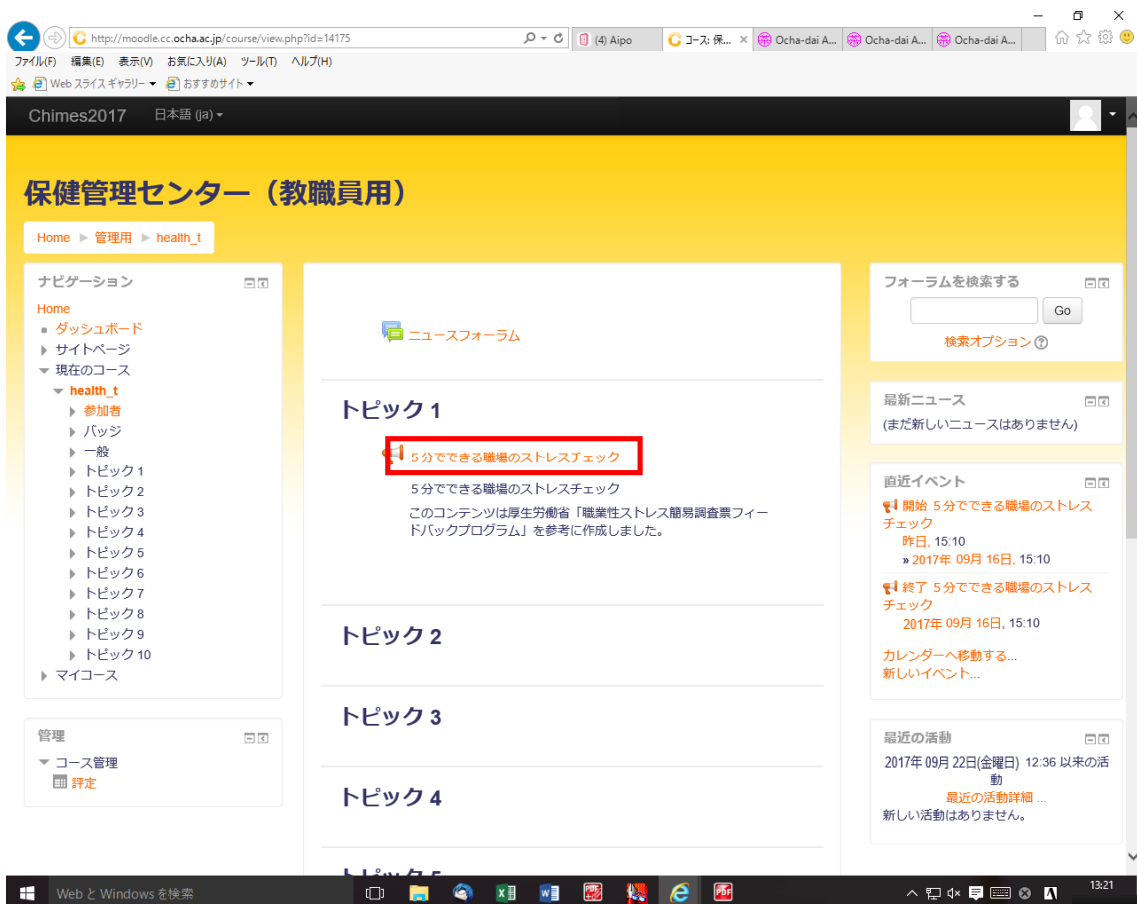 http://moodle.cc.ocha.ac.jp/course/view.php?id=14175
(4) Aipo
コース: 保...
Ocha-dai A...
Ocha-dai A...
Ocha-dai A...
ファイル(F) 編集(E) 表示(V) お気に入り(A) ツール(T) ヘルプ(H)
Web スライス ギャラリー
おすすめサイト
Chimes2017 日本語 (ja)
保健管理センター（教職員用）
Home ▶ 管理用 ▶ health_t
ナビゲーション
Home
ダッシュボード
サイトページ
現在のコース
health_t
参加者
バッジ
一般
トピック 1
トピック 2
トピック 3
トピック 4
トピック 5
トピック 6
トピック 7
トピック 8
トピック 9
トピック 10
マイコース
管理
コース管理
評定
ニュースフォーラム
トピック 1
５分でできる職場のストレスチェック
５分でできる職場のストレスチェック
このコンテンツは厚生労働省「職業性ストレス簡易調査票フィー
ドバックプログラム」を参考に作成しました。
トピック 2
トピック 3
トピック 4
フォーラムを検索する
Go
検索オプション
最新ニュース
(まだ新しいニュースはありません)
直近イベント
開始 ５分でできる職場のストレス
チェック
昨日, 15:10
» 2017年 09月 16日, 15:10
終了 ５分でできる職場のストレス
チェック
2017年 09月 16日, 15:10
カレンダーへ移動する...
新しいイベント...
最近の活動
2017年 09月 22日(金曜日) 12:36 以来の活
動
最近の活動詳細 ...
新しい活動はありません。
Web と Windows を検索
13:21